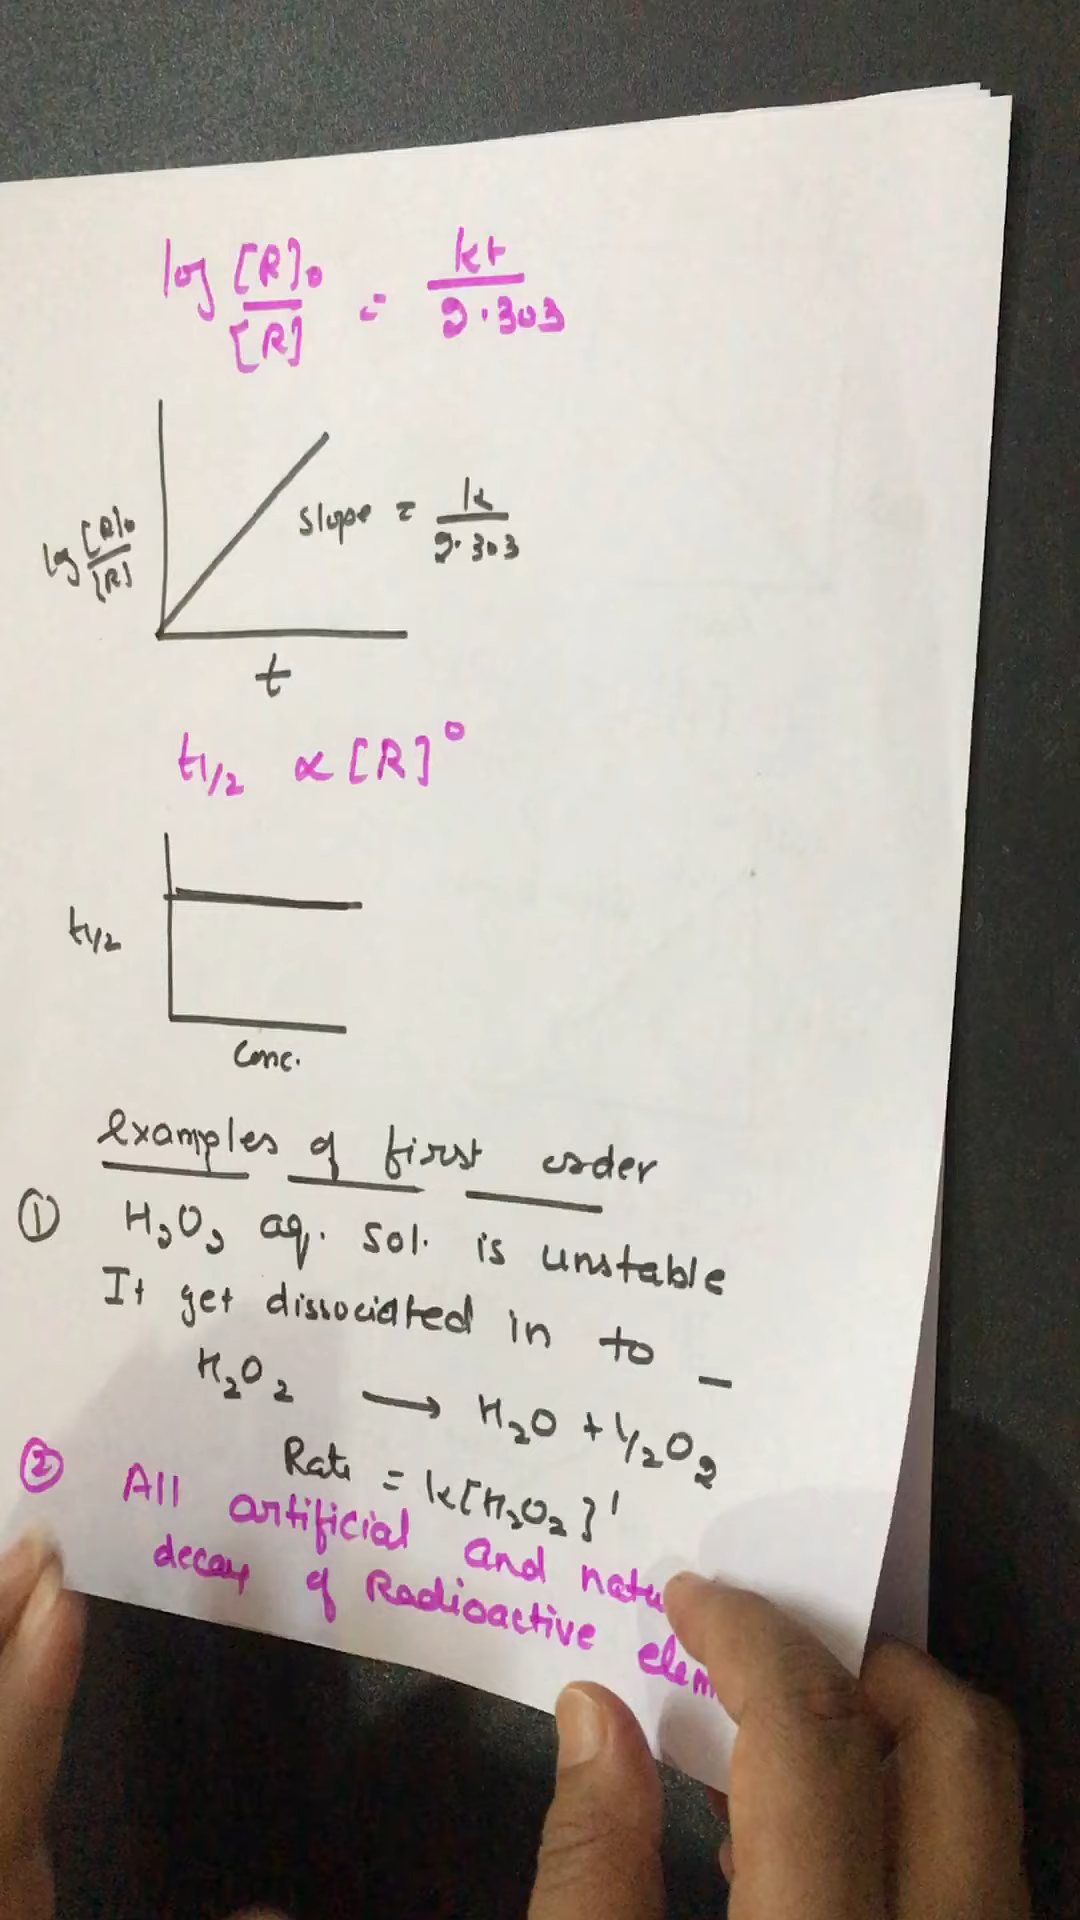 log [R]₀/[R] = kt/2.303
log [R]₀/[R]
slope = k/2.303
t
t1/2 ∝ [R]⁰
t1/2
Conc.
examples of first order
① H₂O₂ aq. sol. is unstable
It get dissociated in to –
H₂O₂ ⟶ H₂O + 1/2O₂
Rate = k[H₂O₂]¹
② All artificial and natu
decay of Radioactive elem